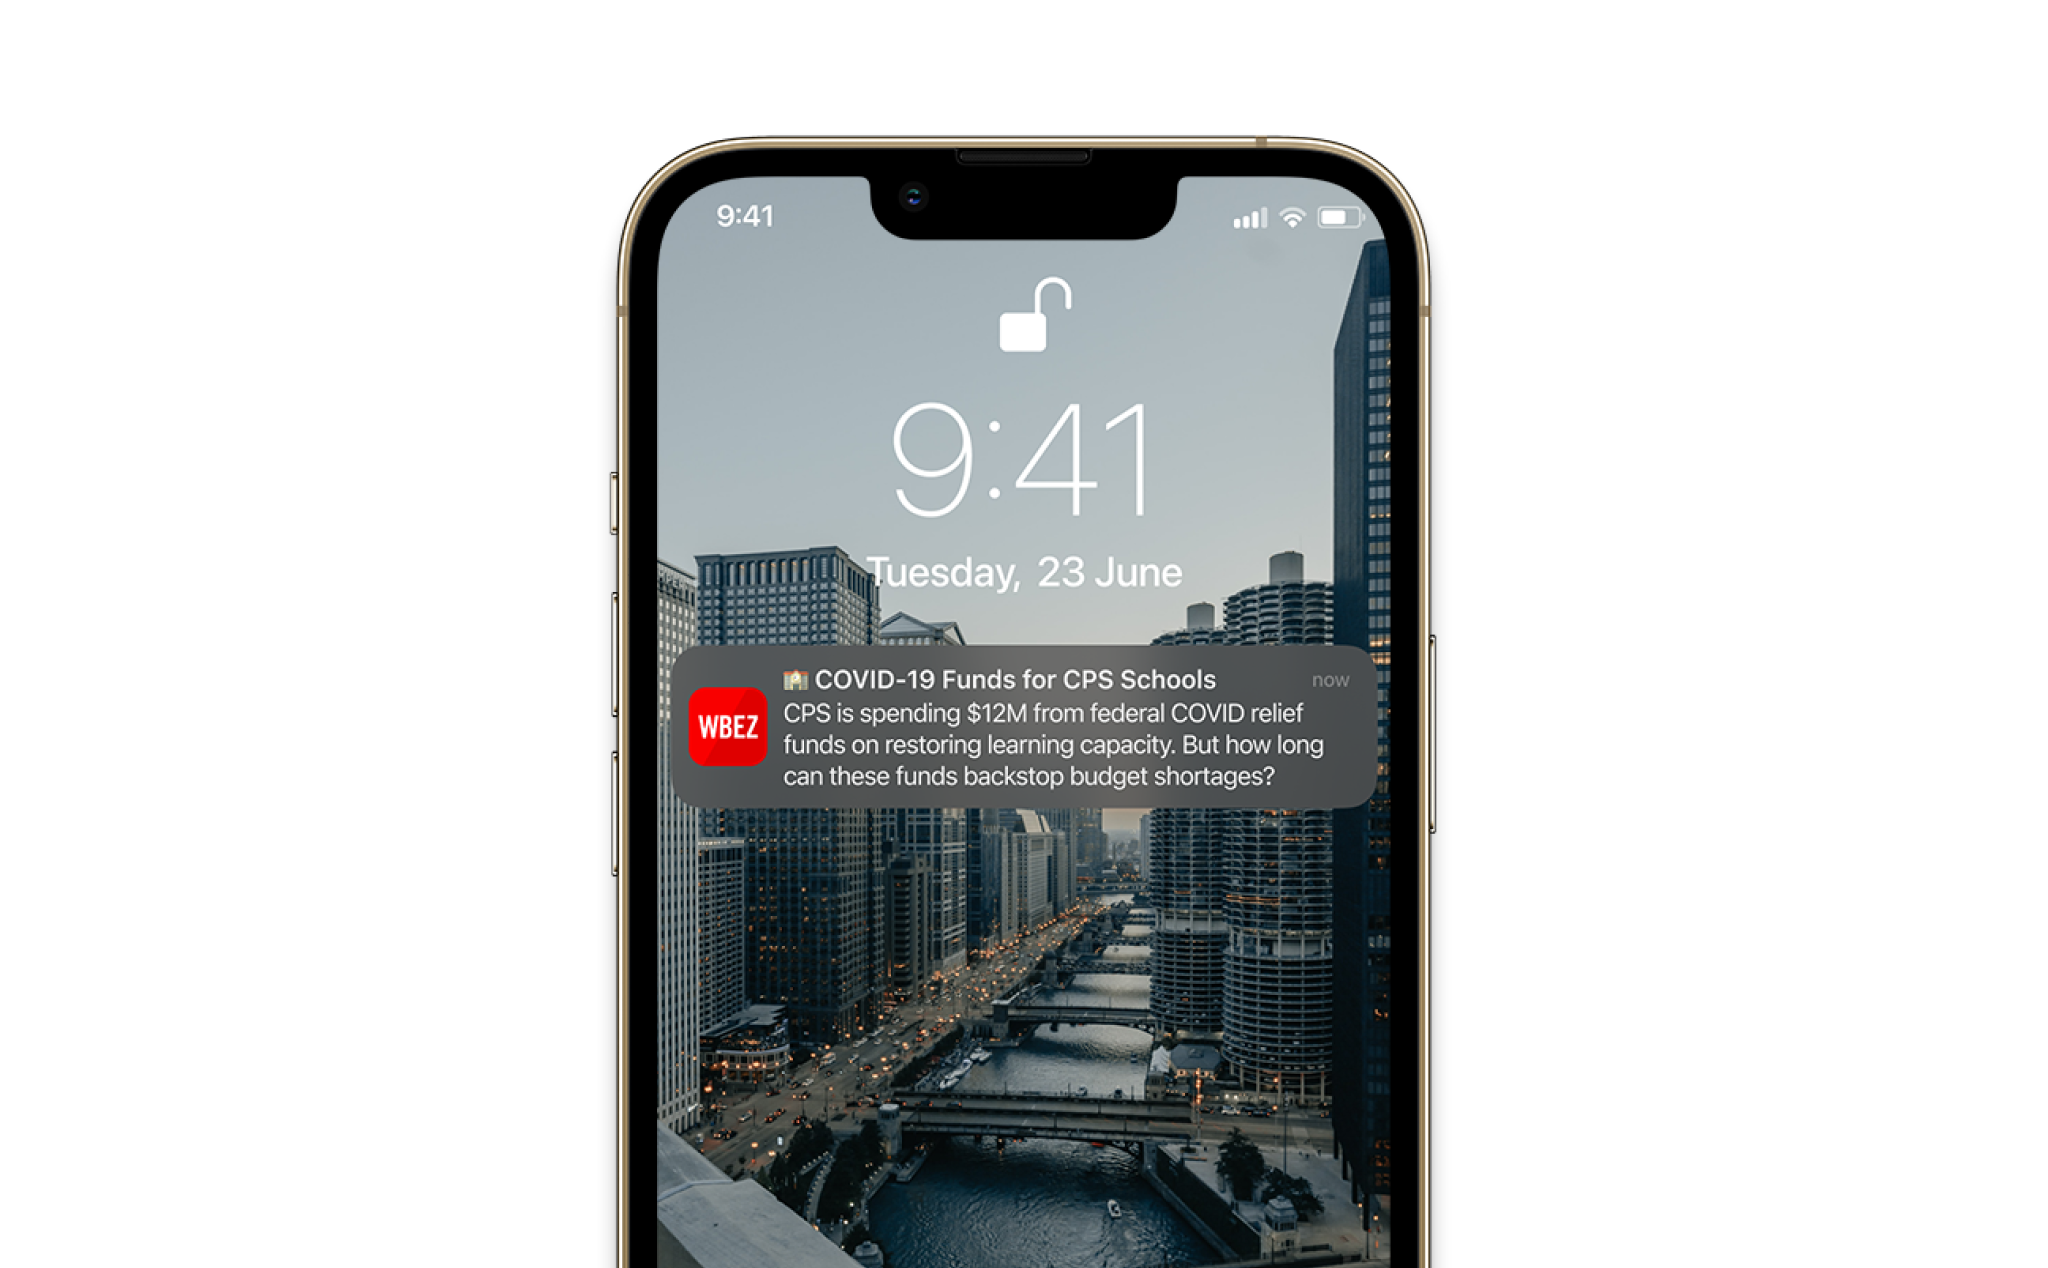 9:41
9:41
Tuesday, 23 June
COVID-19 Funds for CPS Schools
now
WBEZ
CPS is spending $12M from federal COVID relief
funds on restoring learning capacity. But how long
can these funds backstop budget shortages?